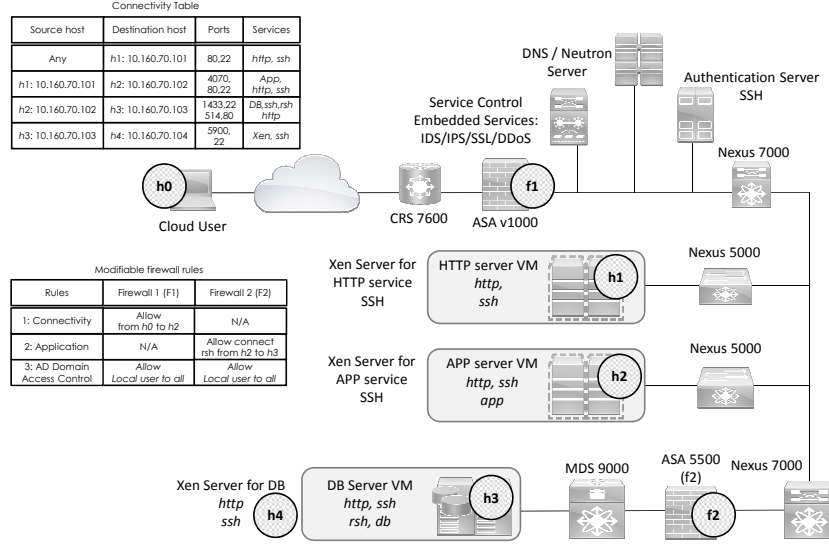 Connectivity Table
Source host Destination host Ports Services
Any h1: 10.160.70.101 80,22 http, ssh
h1: 10.160.70.101 h2: 10.160.70.102 4070, 80,22 App, http, ssh
h2: 10.160.70.102 h3: 10.160.70.103 1433,22 514,80 DB,ssh,rsh http
h3: 10.160.70.103 h4: 10.160.70.104 5900, 22 Xen, ssh
DNS / Neutron
Server
Authentication Server
SSH
Service Control
Embedded Services:
IDS/IPS/SSL/DDoS
Nexus 7000
h0
Cloud User
CRS 7600
f1
ASA v1000
Modifiable firewall rules
Rules Firewall 1 (F1) Firewall 2 (F2)
1: Connectivity Allow from h0 to h2 N/A
2: Application N/A Allow connect rsh from h2 to h3
3: AD Domain Access Control Allow Local user to all Allow Local user to all
Xen Server for
HTTP service
SSH
HTTP server VM
http,
ssh
h1
Nexus 5000
Xen Server for
APP service
SSH
APP server VM
http, ssh
app
h2
Nexus 5000
Xen Server for DB
http
ssh
h4
DB Server VM
http, ssh
rsh, db
h3
MDS 9000
ASA 5500
(f2)
f2
Nexus 7000